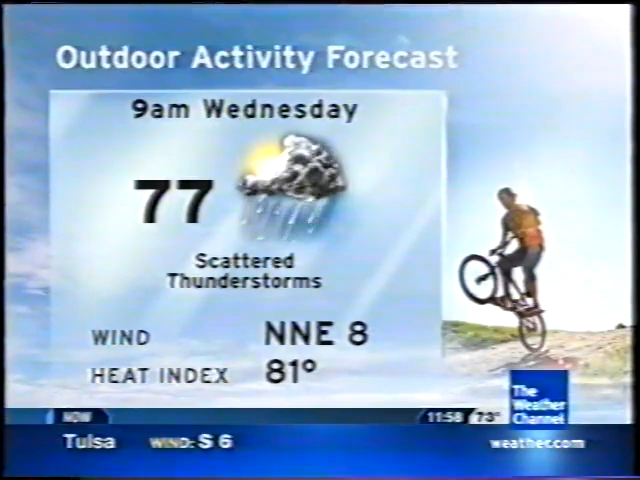 Outdoor Activity Forecast
9am Wednesday
77
Scattered
Thunderstorms
WIND NNE 8
HEAT INDEX 81°
NOW 11:58 73°
The
Weather
Channel
Tulsa WIND: S 6 weather.com